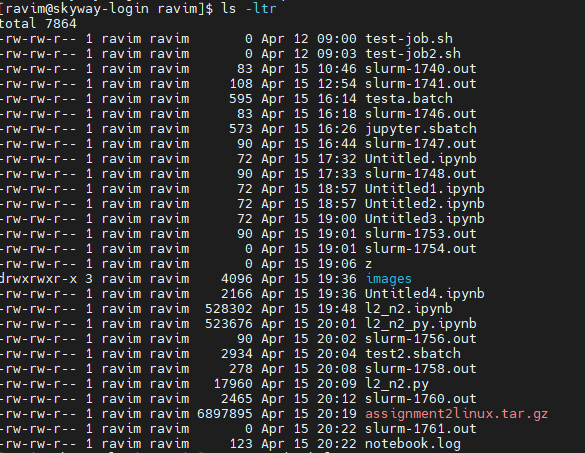 [ravim@skyway-login ravim]$ ls -ltr
total 7864
-rw-rw-r-- 1 ravim ravim 0 Apr 12 09:00 test-job.sh
-rw-rw-r-- 1 ravim ravim 0 Apr 12 09:03 test-job2.sh
-rw-rw-r-- 1 ravim ravim 83 Apr 15 10:46 slurm-1740.out
-rw-rw-r-- 1 ravim ravim 108 Apr 15 12:54 slurm-1741.out
-rw-rw-r-- 1 ravim ravim 595 Apr 15 16:14 testa.batch
-rw-rw-r-- 1 ravim ravim 83 Apr 15 16:18 slurm-1746.out
-rw-rw-r-- 1 ravim ravim 573 Apr 15 16:26 jupyter.sbatch
-rw-rw-r-- 1 ravim ravim 90 Apr 15 16:44 slurm-1747.out
-rw-rw-r-- 1 ravim ravim 72 Apr 15 17:32 Untitled.ipynb
-rw-rw-r-- 1 ravim ravim 90 Apr 15 17:33 slurm-1748.out
-rw-rw-r-- 1 ravim ravim 72 Apr 15 18:57 Untitled1.ipynb
-rw-rw-r-- 1 ravim ravim 72 Apr 15 18:57 Untitled2.ipynb
-rw-rw-r-- 1 ravim ravim 72 Apr 15 19:00 Untitled3.ipynb
-rw-rw-r-- 1 ravim ravim 90 Apr 15 19:01 slurm-1753.out
-rw-rw-r-- 1 ravim ravim 0 Apr 15 19:01 slurm-1754.out
-rw-rw-r-- 1 ravim ravim 0 Apr 15 19:06 z
drwxrwxr-x 3 ravim ravim 4096 Apr 15 19:36 images
-rw-rw-r-- 1 ravim ravim 2166 Apr 15 19:36 Untitled4.ipynb
-rw-rw-r-- 1 ravim ravim 528302 Apr 15 19:48 l2_n2.ipynb
-rw-rw-r-- 1 ravim ravim 523676 Apr 15 20:01 l2_n2_py.ipynb
-rw-rw-r-- 1 ravim ravim 90 Apr 15 20:02 slurm-1756.out
-rw-rw-r-- 1 ravim ravim 2934 Apr 15 20:04 test2.sbatch
-rw-rw-r-- 1 ravim ravim 278 Apr 15 20:08 slurm-1758.out
-rw-rw-r-- 1 ravim ravim 17960 Apr 15 20:09 l2_n2.py
-rw-rw-r-- 1 ravim ravim 2465 Apr 15 20:12 slurm-1760.out
-rw-rw-r-- 1 ravim ravim 6897895 Apr 15 20:19 assignment2linux.tar.gz
-rw-rw-r-- 1 ravim ravim 0 Apr 15 20:22 slurm-1761.out
-rw-rw-r-- 1 ravim ravim 123 Apr 15 20:22 notebook.log